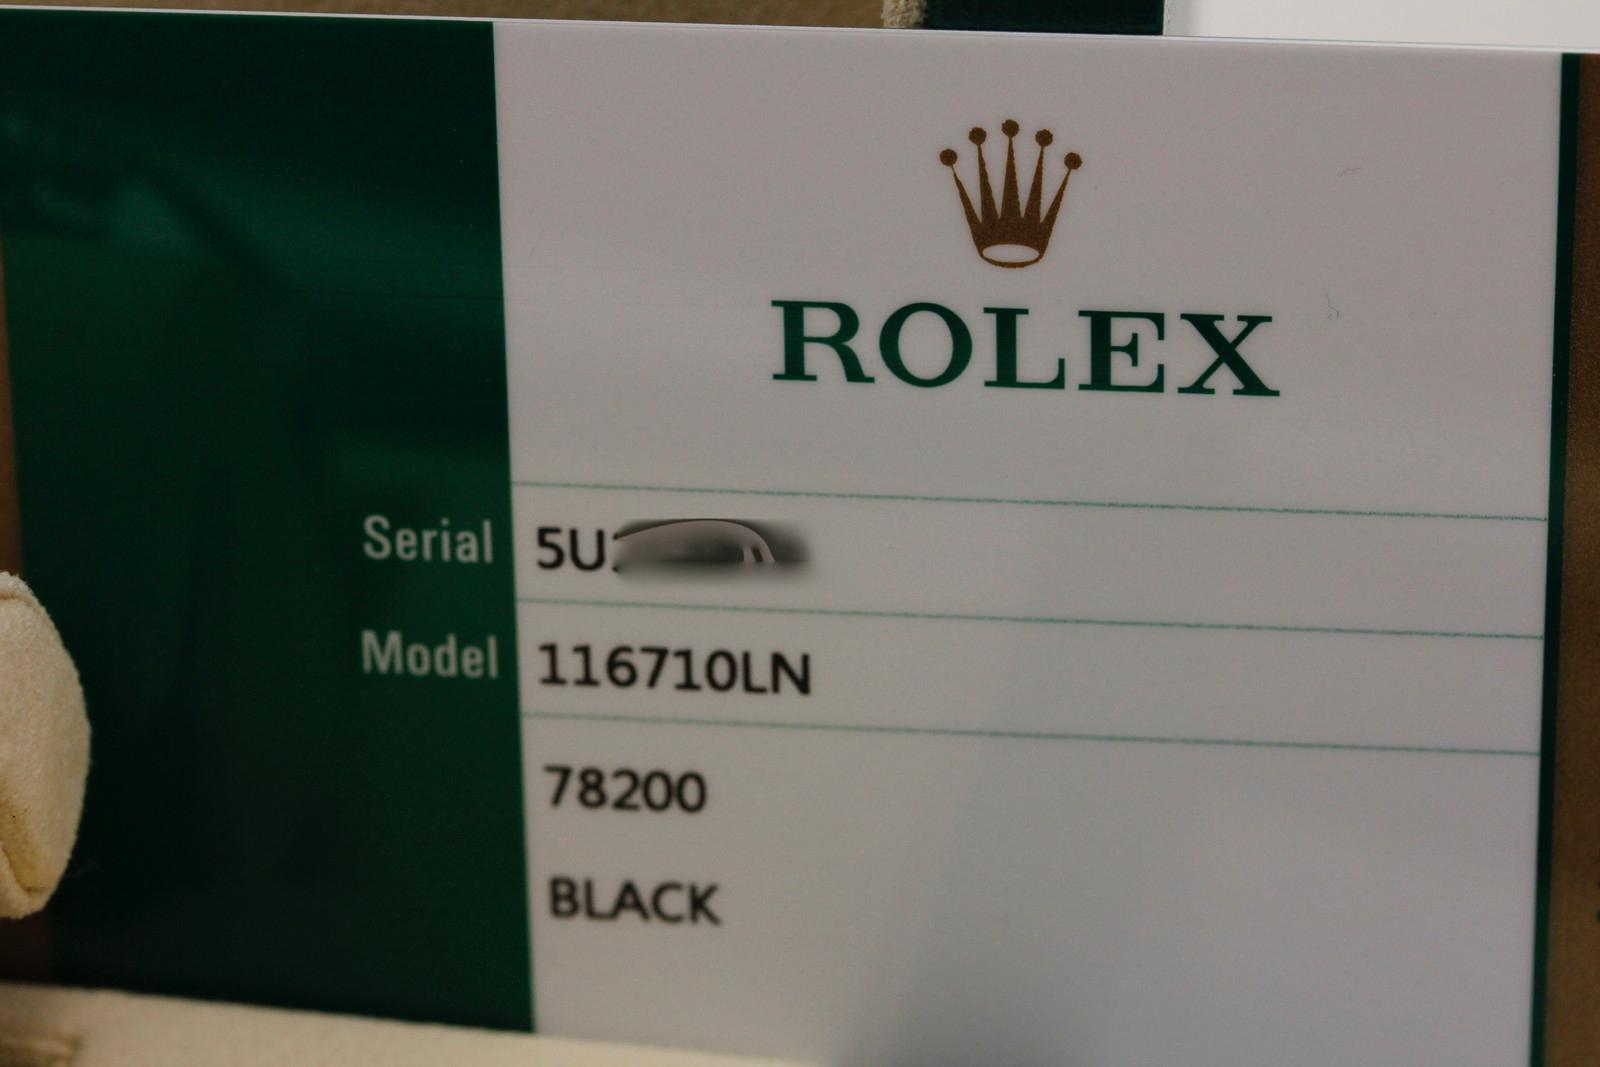 ROLEX
Serial 5U
Model 116710LN
78200
BLACK